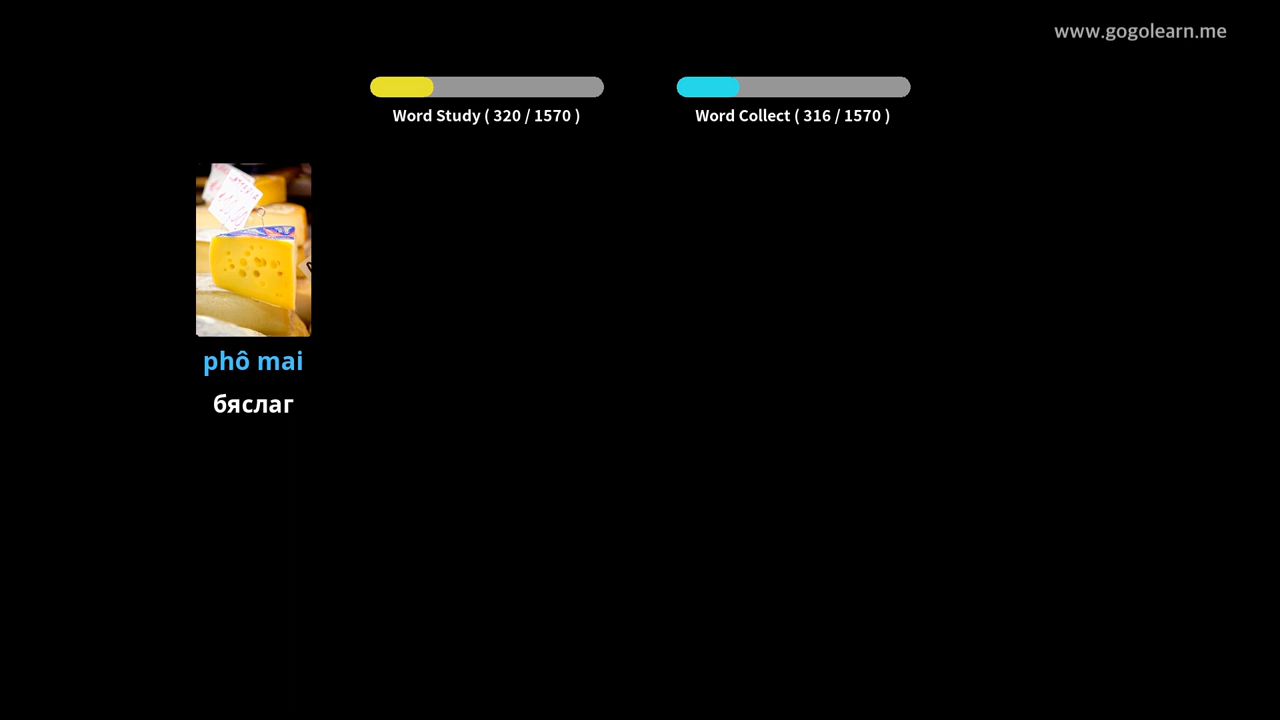 www.gogolearn.me
Word Study ( 320 / 1570 )
Word Collect ( 316 / 1570 )
phô mai
бяслаг